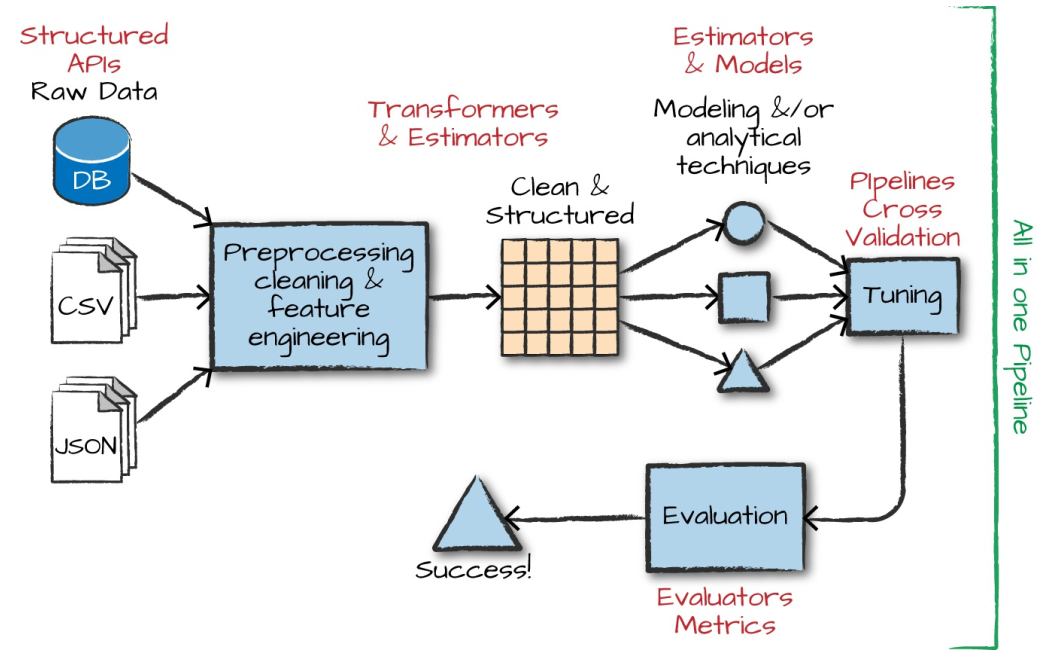 Structured
APIs
Raw Data
DB
CSV
JSON
Preprocessing
cleaning &
feature
engineering
Transformers
& Estimators
Clean &
Structured
Estimators
& Models
Modeling &/or
analytical
techniques
PIpelines
Cross
Validation
Tuning
Evaluation
Evaluators
Metrics
Success!
All in one Pipeline